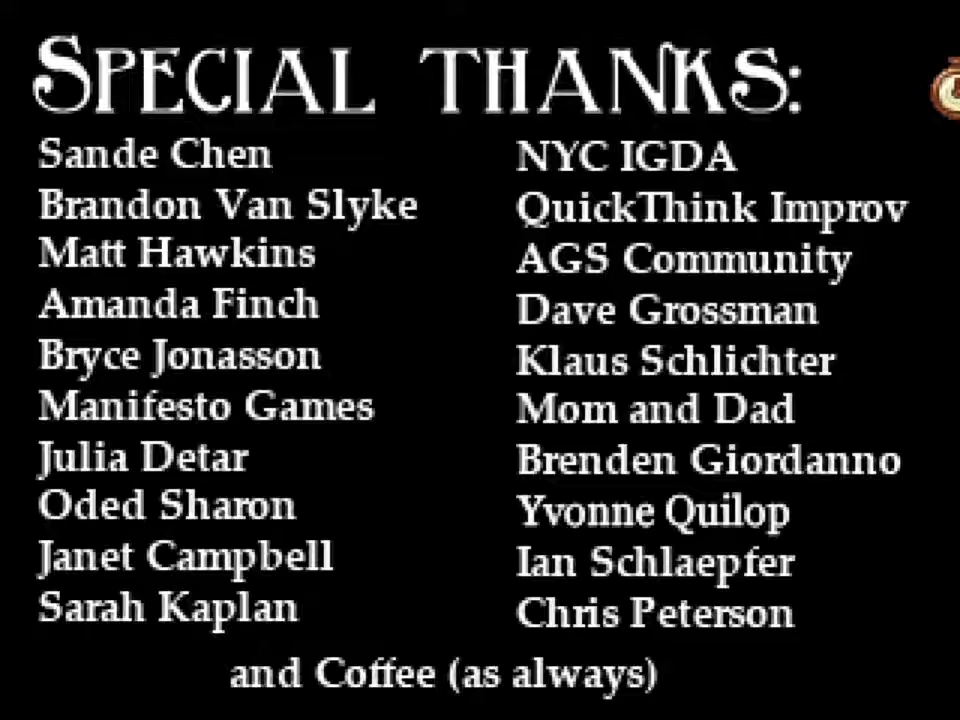 SPECIAL THANKS:
Sande Chen
Brandon Van Slyke
Matt Hawkins
Amanda Finch
Bryce Jonasson
Manifesto Games
Julia Detar
Oded Sharon
Janet Campbell
Sarah Kaplan
NYC IGDA
QuickThink Improv
AGS Community
Dave Grossman
Klaus Schlichter
Mom and Dad
Brenden Giordanno
Yvonne Quilop
Ian Schlaepfer
Chris Peterson
and Coffee (as always)